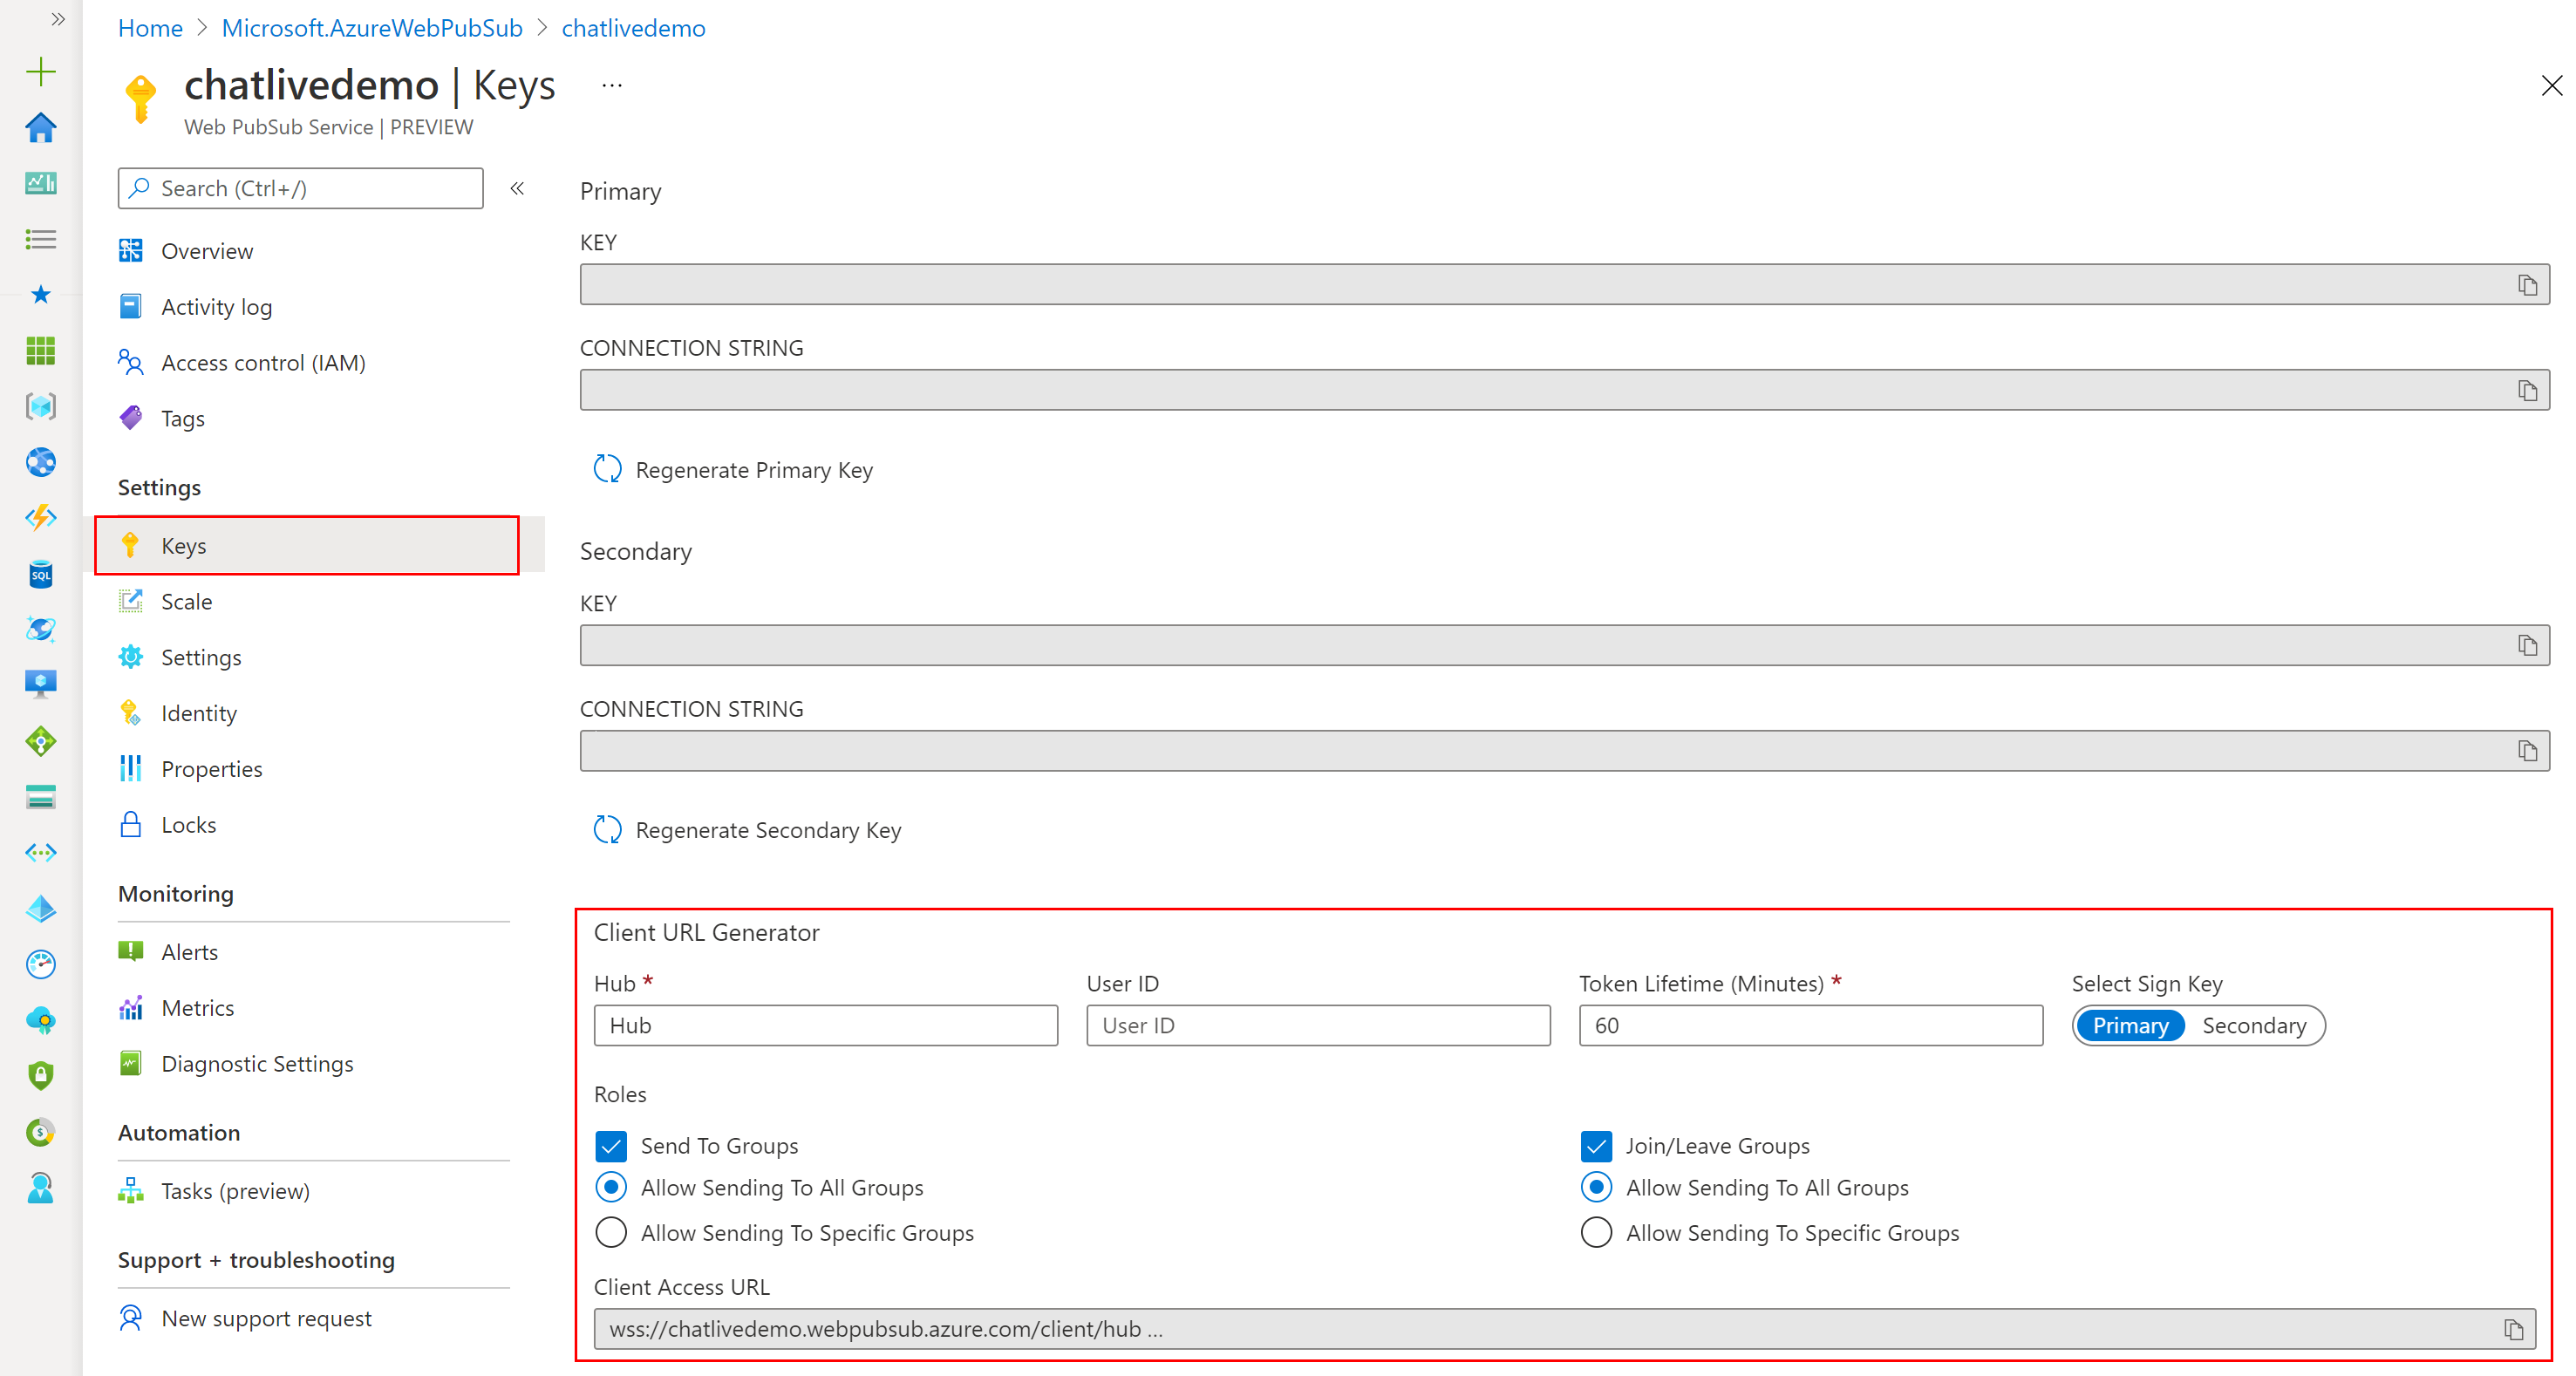 Home > Microsoft.AzureWebPubSub > chatlivedemo
chatlivedemo | Keys ...
Web PubSub Service | PREVIEW
Search (Ctrl+/)
Overview
Activity log
Access control (IAM)
Tags
Settings
Keys
Scale
Settings
Identity
Properties
Locks
Monitoring
Alerts
Metrics
Diagnostic Settings
Automation
Tasks (preview)
Support + troubleshooting
New support request
Primary
KEY
CONNECTION STRING
Regenerate Primary Key
Secondary
KEY
CONNECTION STRING
Regenerate Secondary Key
Client URL Generator
Hub * User ID Token Lifetime (Minutes) * Select Sign Key
Hub User ID 60 Primary Secondary
Roles
Send To Groups Join/Leave Groups
Allow Sending To All Groups Allow Sending To All Groups
Allow Sending To Specific Groups Allow Sending To Specific Groups
Client Access URL
wss://chatlivedemo.webpubsub.azure.com/client/hub ...
SQL